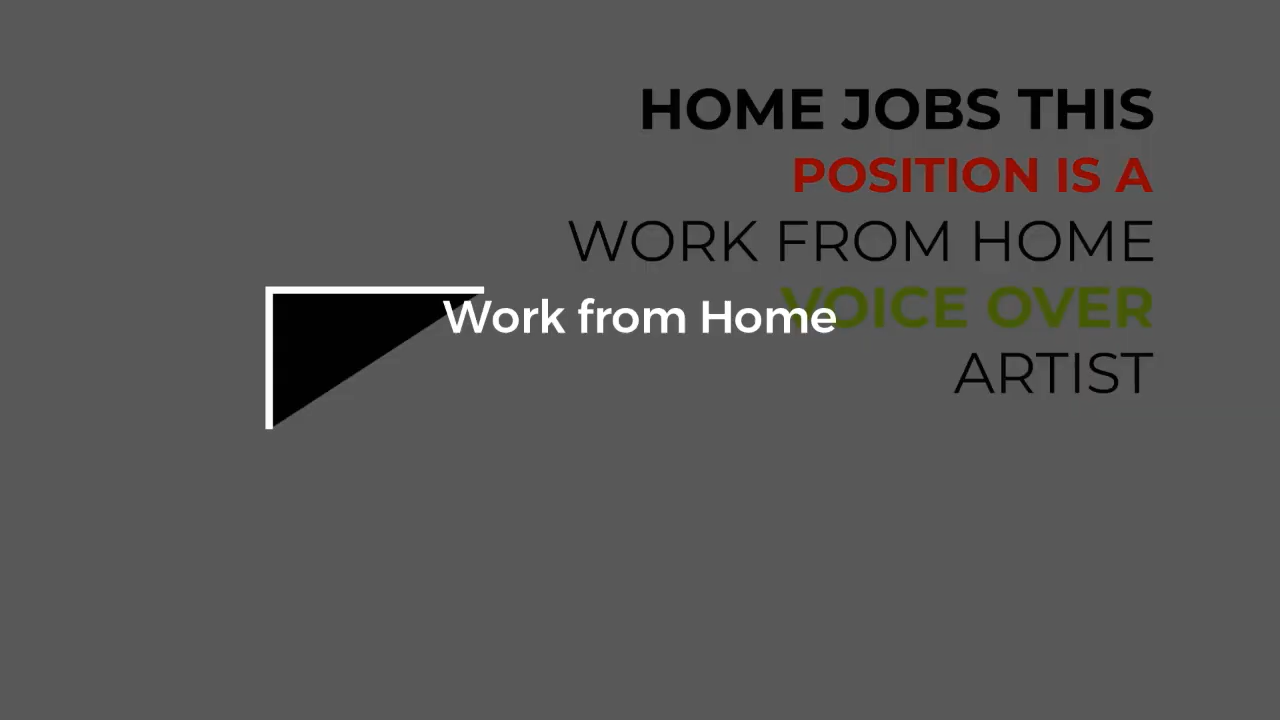 HOME JOBS THIS
POSITION IS A
WORK FROM HOME
VOICE OVER
ARTIST
Work from Home